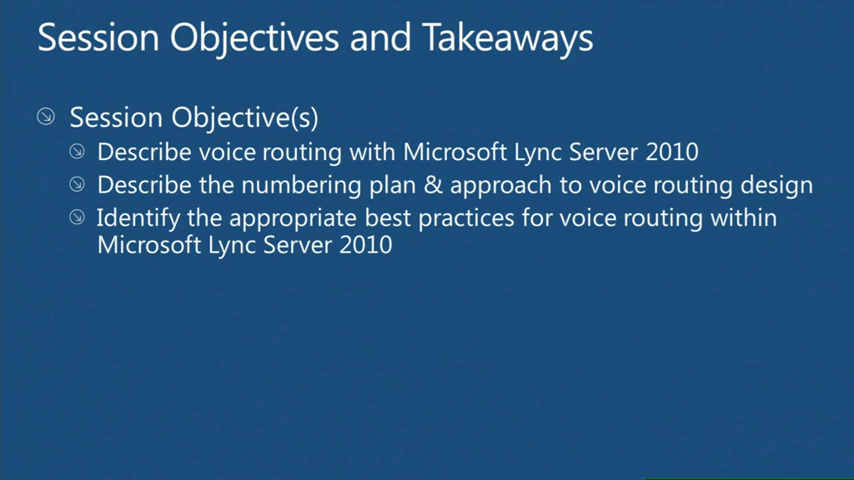 Session Objectives and Takeaways
Session Objective(s)
Describe voice routing with Microsoft Lync Server 2010
Describe the numbering plan & approach to voice routing design
Identify the appropriate best practices for voice routing within
Microsoft Lync Server 2010